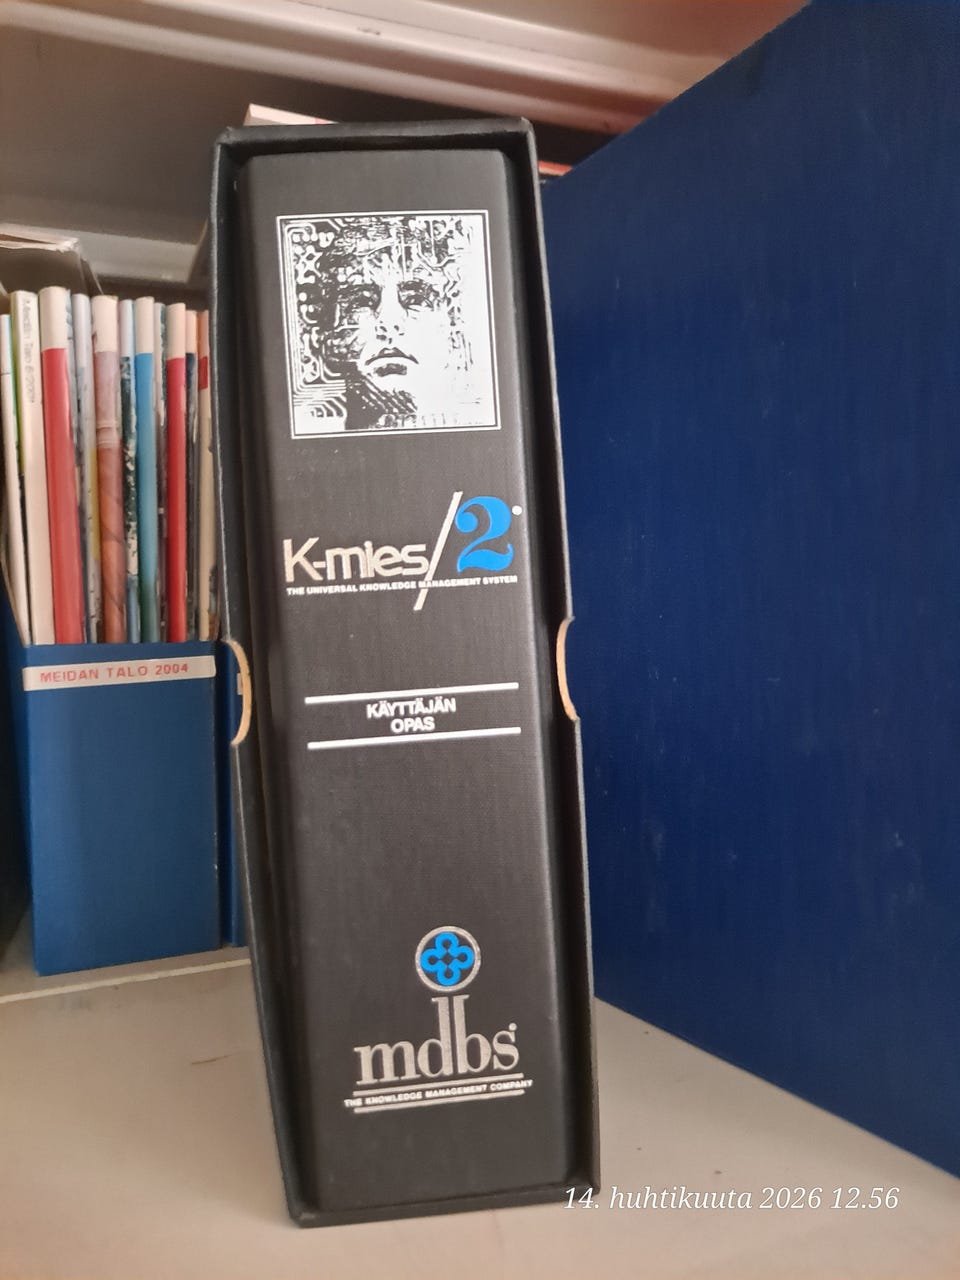 K-mies/2
THE UNIVERSAL KNOWLEDGE MANAGEMENT SYSTEM
KÄYTTÄJÄN
OPAS
mdbs
THE KNOWLEDGE MANAGEMENT COMPANY
MEIDAN TALO 2004
14. huhtikuuta 2026 12.56